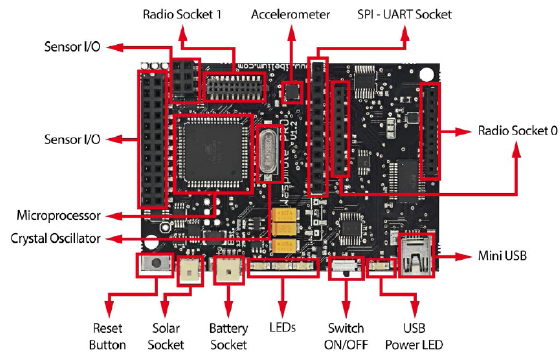 Radio Socket 1
Accelerometer
SPI - UART Socket
Sensor I/O
Sensor I/O
Radio Socket 0
Microprocessor
Crystal Oscillator
Mini USB
Reset
Button
Solar
Socket
Battery
Socket
LEDs
Switch
ON/OFF
USB
Power LED